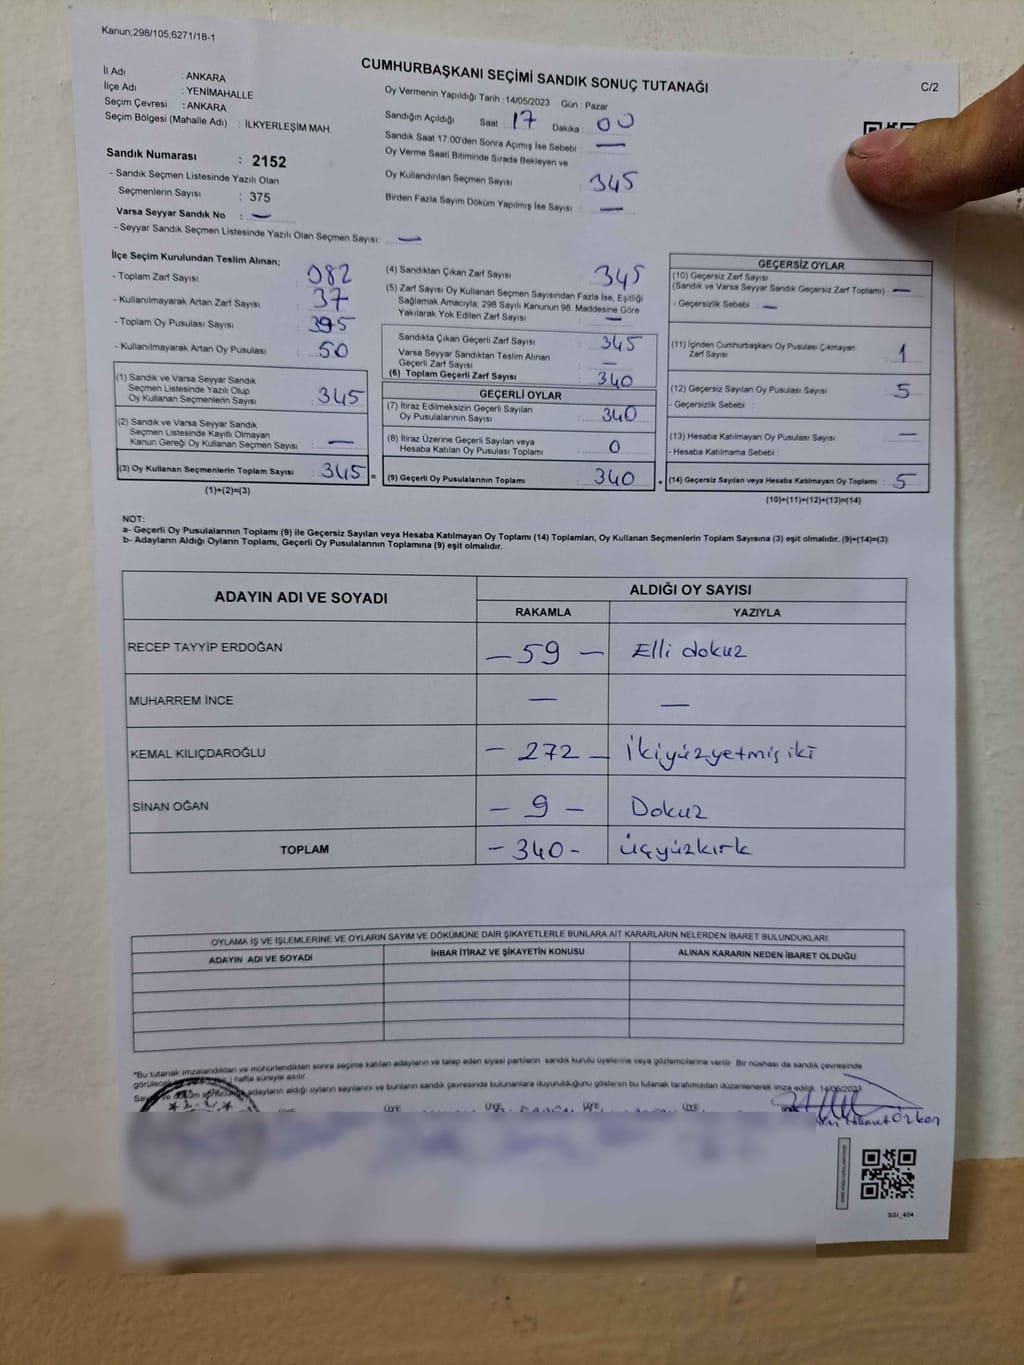 Kanun;298/105,6271/18-1
CUMHURBAŞKANI SEÇİMİ SANDIK SONUÇ TUTANAĞI
C/2
İl Adı : ANKARA
İlçe Adı : YENİMAHALLE
Seçim Çevresi : ANKARA
Seçim Bölgesi (Mahalle Adı) : İLKYERLEŞİM MAH.
Sandık Numarası : 2152
- Sandık Seçmen Listesinde Yazılı Olan
Seçmenlerin Sayısı : 375
Varsa Seyyar Sandık No : —
- Seyyar Sandık Seçmen Listesinde Yazılı Olan Seçmen Sayısı: —
Oy Vermenin Yapıldığı Tarih :14/05/2023 Gün : Pazar
Sandığın Açıldığı Saat : 17 Dakika : 00
Sandık Saat 17:00'den Sonra Açımış İse Sebebi : —
Oy Verme Saati Bitiminde Sırada Bekleyen ve
Oy Kullandırılan Seçmen Sayısı : 345
Birden Fazla Sayım Döküm Yapılmış İse Sayısı : —
İlçe Seçim Kurulundan Teslim Alınan;
- Toplam Zarf Sayısı : 082
- Kullanılmayarak Artan Zarf Sayısı : 37
- Toplam Oy Pusulası Sayısı : 395
- Kullanılmayarak Artan Oy Pusulası : 50
(1) Sandık ve Varsa Seyyar Sandık
Seçmen Listesinde Yazılı Olup
Oy Kullanan Seçmenlerin Sayısı : 345
(2) Sandık ve Varsa Seyyar Sandık
Seçmen Listesinde Kayıtlı Olmayan
Kanun Gereği Oy Kullanan Seçmen Sayısı : —
(3) Oy Kullanan Seçmenlerin Toplam Sayısı : 345 =
(1)+(2)=(3)
(4) Sandıktan Çıkan Zarf Sayısı : 345
(5) Zarf Sayısı Oy Kullanan Seçmen Sayısından Fazla İse, Eşitliği
Sağlamak Amacıyla; 298 Sayılı Kanunun 98. Maddesine Göre
Yakılarak Yok Edilen Zarf Sayısı : —
Sandıkta Çıkan Geçerli Zarf Sayısı : 345
Varsa Seyyar Sandıktan Teslim Alınan
Geçerli Zarf Sayısı : —
(6) Toplam Geçerli Zarf Sayısı : 340
GEÇERLİ OYLAR
(7) İtiraz Edilmeksizin Geçerli Sayılan
Oy Pusulalarının Sayısı : 340
(8) İtiraz Üzerine Geçerli Sayılan veya
Hesaba Katılan Oy Pusulası Toplamı : 0
(9) Geçerli Oy Pusulalarının Toplamı : 340 +
GEÇERSİZ OYLAR
(10) Geçersiz Zarf Sayısı
(Sandık ve Varsa Seyyar Sandık Geçersiz Zarf Toplamı) : —
- Geçersizlik Sebebi : —
(11) İçinden Cumhurbaşkanı Oy Pusulası Çıkmayan
Zarf Sayısı : 1
(12) Geçersiz Sayılan Oy Pusulası Sayısı : 5
- Geçersizlik Sebebi :
(13) Hesaba Katılmayan Oy Pusulası Sayısı : —
- Hesaba Katılmama Sebebi :
(14) Geçersiz Sayılan veya Hesaba Katılmayan Oy Toplamı : 5
(10)+(11)+(12)+(13)=(14)
NOT:
a- Geçerli Oy Pusulalarının Toplamı (9) ile Geçersiz Sayılan veya Hesaba Katılmayan Oy Toplamı (14) Toplamları, Oy Kullanan Seçmenlerin Toplam Sayısına (3) eşit olmalıdır. (9)+(14)=(3)
b- Adayların Aldığı Oyların Toplamı, Geçerli Oy Pusulalarının Toplamına (9) eşit olmalıdır.
ADAYIN ADI VE SOYADI
ALDIĞI OY SAYISI
RAKAMLA YAZIYLA
RECEP TAYYİP ERDOĞAN — 59 — Elli dokuz
MUHARREM İNCE — —
KEMAL KILIÇDAROĞLU — 272 — İkiyüzyetmiş iki
SİNAN OĞAN — 9 — Dokuz
TOPLAM - 340 - üçyüzkırk
OYLAMA İŞ VE İŞLEMLERİNE VE OYLARIN SAYIM VE DÖKÜMÜNE DAİR ŞİKAYETLERLE BUNLARA AİT KARARLARIN NELERDEN İBARET BULUNDUKLARI
ADAYIN ADI VE SOYADI İHBAR İTİRAZ VE ŞİKAYETİN KONUSU ALINAN KARARIN NEDEN İBARET OLDUĞU
"Bu tutanak imzalandıktan ve mühürlendikten sonra seçime katılan adayların ve talep eden siyasi partilerin sandık kurulu üyelerine veya gözlemcilerine verilir. Bir nüshası da sandık çevresinde
görülecek hafta süreyle asılır.
adayların aldığı oyların sayılarını ve bunların sandık çevresinde bulunanlara duyurulduğunu gösteren bu tutanak tarafımızdan düzenlenerek imza edildi. 14/05/2023
ÜYE ÜYE ÜYE ÜYE
Özkan
SSI_404